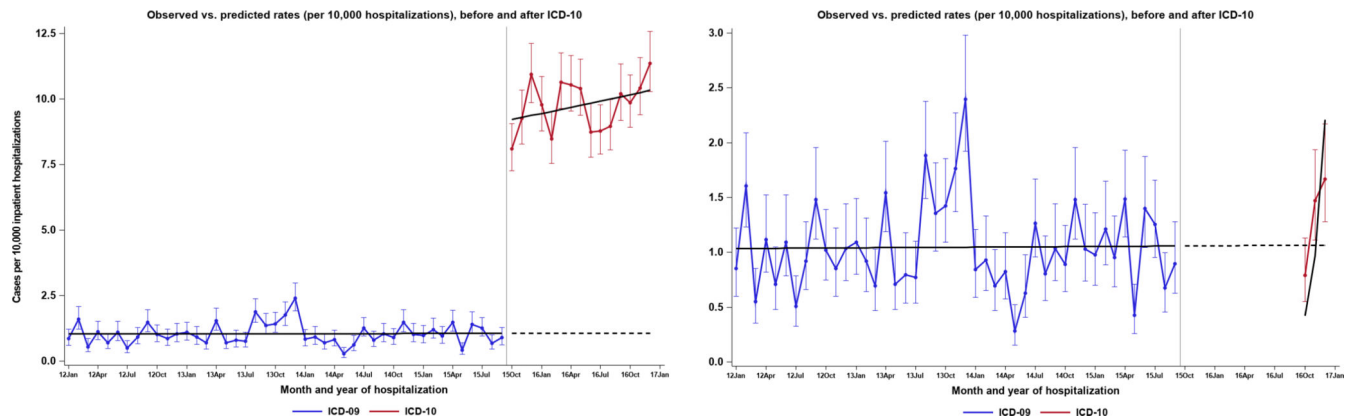 Observed vs. predicted rates (per 10,000 hospitalizations), before and after ICD-10
12.5
10.0
7.5
5.0
2.5
0.0
Cases per 10,000 inpatient hospitalizations
12Jan 12Apr 12Jul 12Oct 13Jan 13Apr 13Jul 13Oct 14Jan 14Apr 14Jul 14Oct 15Jan 15Apr 15Jul 15Oct 16Jan 16Apr 16Jul 16Oct 17Jan
Month and year of hospitalization
ICD-09 ICD-10
Observed vs. predicted rates (per 10,000 hospitalizations), before and after ICD-10
3.0
2.5
2.0
1.5
1.0
0.5
0.0
12Jan 12Apr 12Jul 12Oct 13Jan 13Apr 13Jul 13Oct 14Jan 14Apr 14Jul 14Oct 15Jan 15Apr 15Jul 15Oct 16Jan 16Apr 16Jul 16Oct 17Jan
Month and year of hospitalization
ICD-09 ICD-10